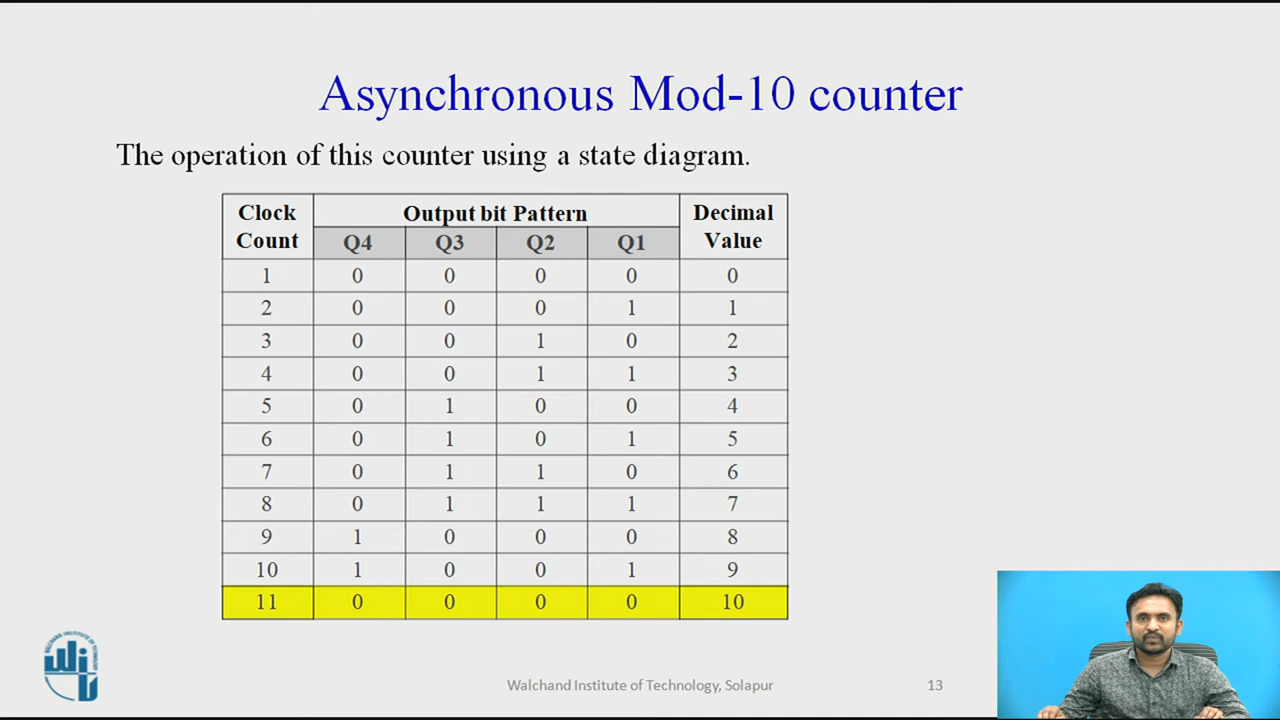 Asynchronous Mod-10 counter
The operation of this counter using a state diagram.
Clock Count Output bit Pattern Decimal Value
Q4 Q3 Q2 Q1
1 0 0 0 0 0
2 0 0 0 1 1
3 0 0 1 0 2
4 0 0 1 1 3
5 0 1 0 0 4
6 0 1 0 1 5
7 0 1 1 0 6
8 0 1 1 1 7
9 1 0 0 0 8
10 1 0 0 1 9
11 0 0 0 0 10
WIT
Walchand Institute of Technology, Solapur 13